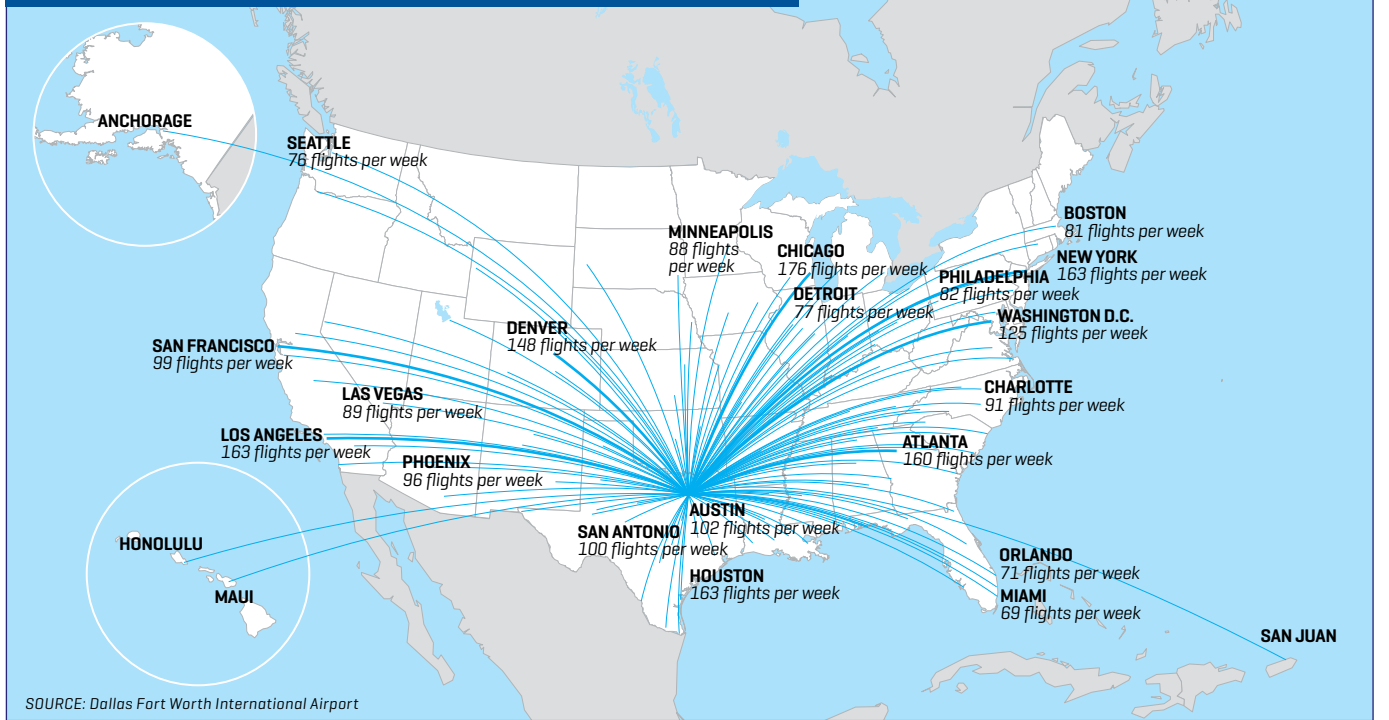 ANCHORAGE
SEATTLE
76 flights per week
MINNEAPOLIS
88 flights
per week
CHICAGO
176 flights per week
DETROIT
77 flights per week
BOSTON
81 flights per week
NEW YORK
163 flights per week
PHILADELPHIA
82 flights per week
WASHINGTON D.C.
125 flights per week
DENVER
148 flights per week
SAN FRANCISCO
99 flights per week
LAS VEGAS
89 flights per week
CHARLOTTE
91 flights per week
LOS ANGELES
163 flights per week
ATLANTA
160 flights per week
PHOENIX
96 flights per week
AUSTIN
102 flights per week
SAN ANTONIO
100 flights per week
HOUSTON
163 flights per week
HONOLULU
MAUI
ORLANDO
71 flights per week
MIAMI
69 flights per week
SAN JUAN
SOURCE: Dallas Fort Worth International Airport